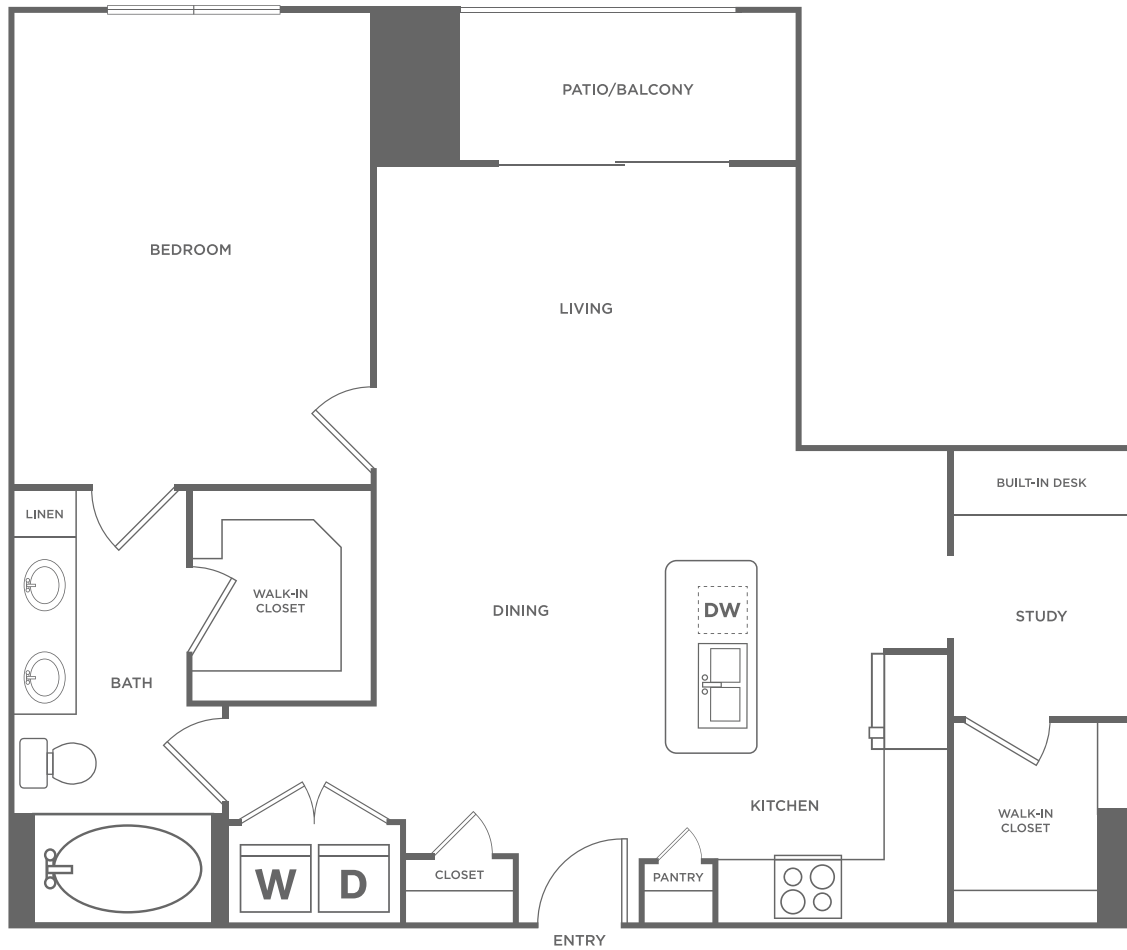 PATIO/BALCONY
BEDROOM
LIVING
BUILT-IN DESK
LINEN
WALK-IN
CLOSET
DINING
DW
STUDY
BATH
KITCHEN
WALK-IN
CLOSET
W
D
CLOSET
PANTRY
ENTRY